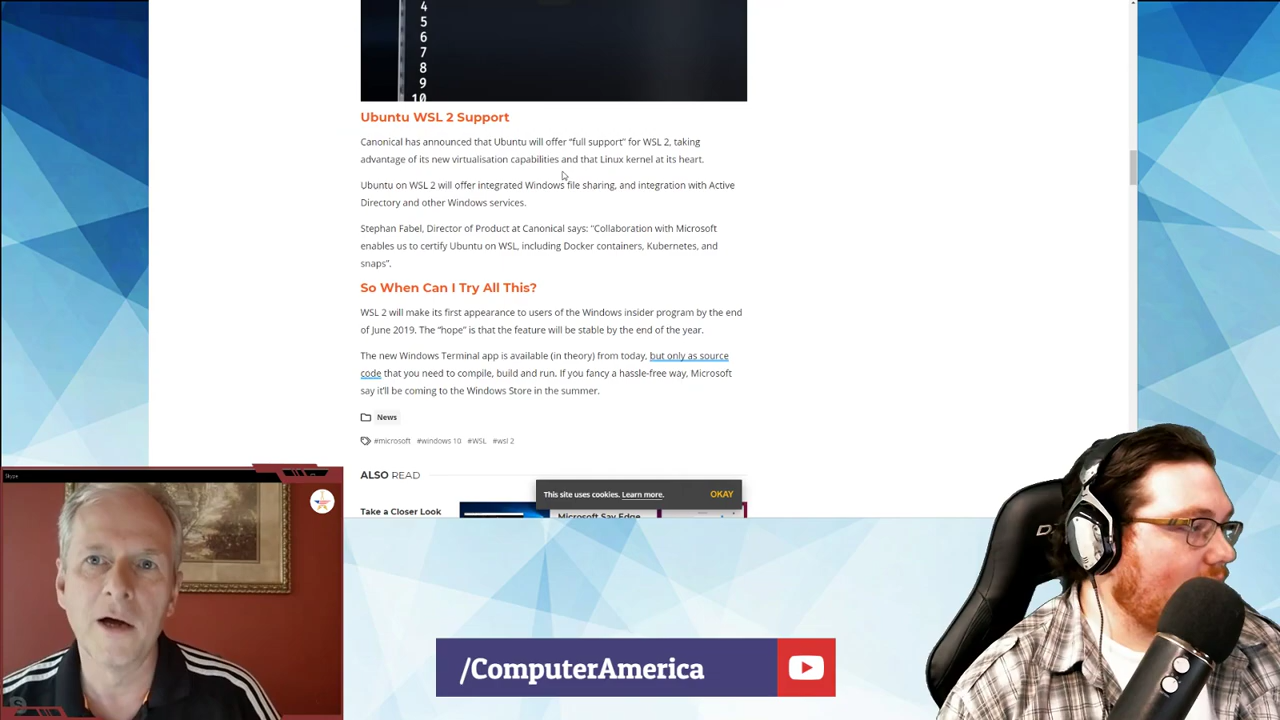 4
5
6
7
8
9
10
Ubuntu WSL 2 Support
Canonical has announced that Ubuntu will offer “full support” for WSL 2, taking
advantage of its new virtualisation capabilities and that Linux kernel at its heart.
Ubuntu on WSL 2 will offer integrated Windows file sharing, and integration with Active
Directory and other Windows services.
Stephan Fabel, Director of Product at Canonical says: “Collaboration with Microsoft
enables us to certify Ubuntu on WSL, including Docker containers, Kubernetes, and
snaps”.
So When Can I Try All This?
WSL 2 will make its first appearance to users of the Windows insider program by the end
of June 2019. The “hope” is that the feature will be stable by the end of the year.
The new Windows Terminal app is available (in theory) from today, but only as source
code that you need to compile, build and run. If you fancy a hassle-free way, Microsoft
say it’ll be coming to the Windows Store in the summer.
News
#microsoft #windows 10 #WSL #wsl 2
ALSO READ
This site uses cookies. Learn more. OKAY
Take a Closer Look
Microsoft Say Edge
Skype
/ComputerAmerica